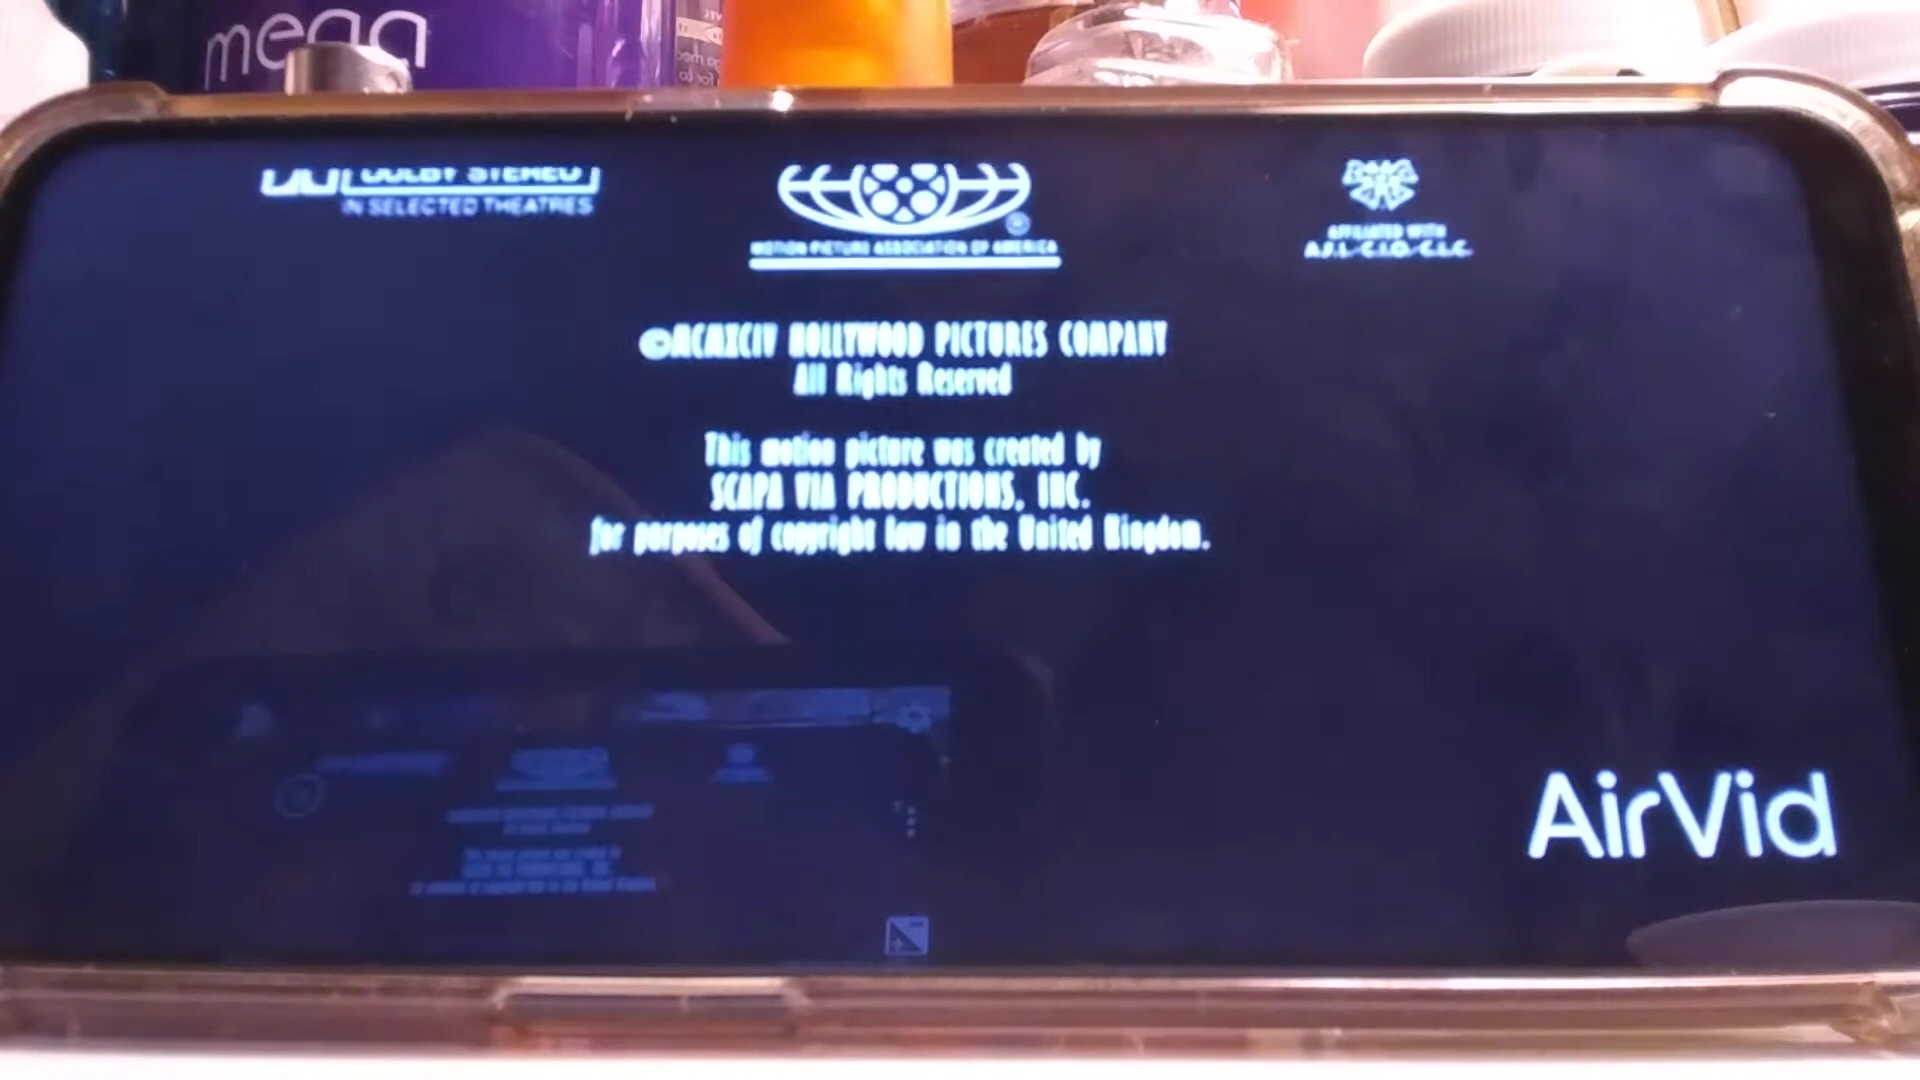 mega
DOLBY STEREO
IN SELECTED THEATRES
MOTION PICTURE ASSOCIATION OF AMERICA
®
AFFILIATED WITH
A.F.L.-C.I.O.-C.L.C.
©MCMXCIV HOLLYWOOD PICTURES COMPANY
All Rights Reserved
This motion picture was created by
SCAPA VIA PRODUCTIONS, INC.
for purposes of copyright law in the United Kingdom.
AirVid